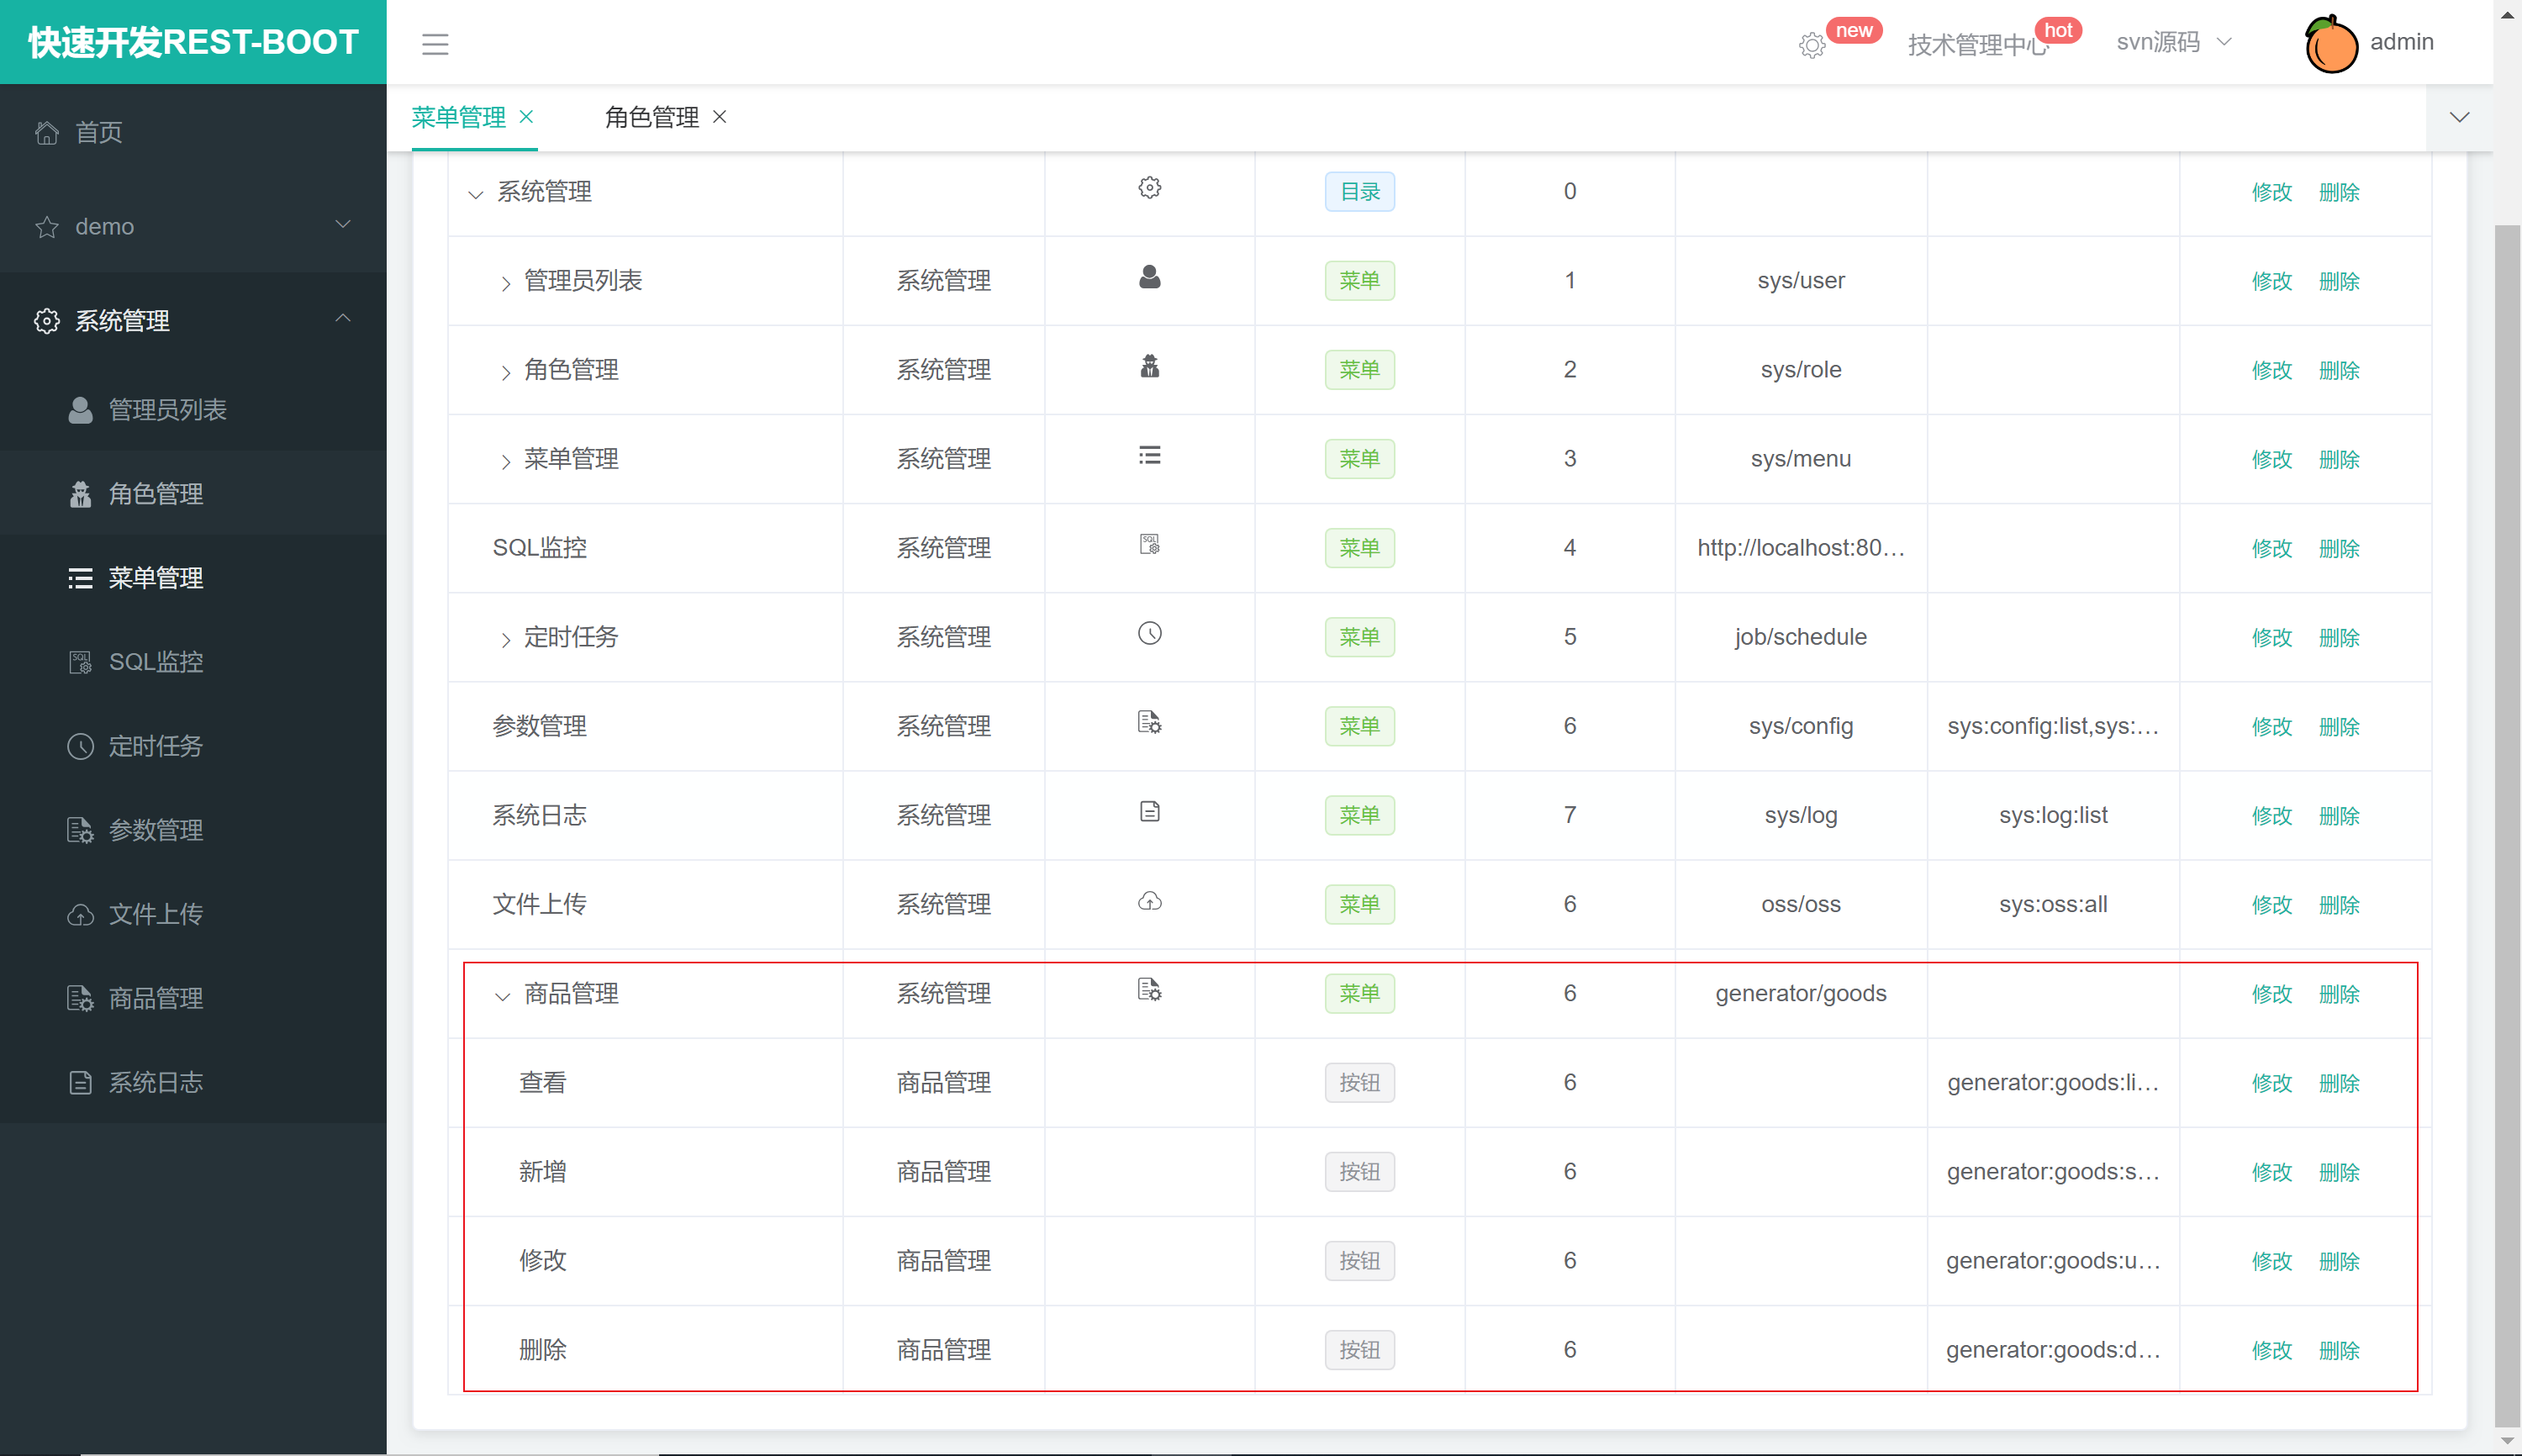 快速开发REST-BOOT
new
技术管理中心
hot
svn源码
admin
首页
demo
系统管理
管理员列表
角色管理
菜单管理
SQL监控
定时任务
参数管理
文件上传
商品管理
系统日志
菜单管理
角色管理
系统管理 目录 0 修改 删除
管理员列表 系统管理 菜单 1 sys/user 修改 删除
角色管理 系统管理 菜单 2 sys/role 修改 删除
菜单管理 系统管理 菜单 3 sys/menu 修改 删除
SQL监控 系统管理 菜单 4 http://localhost:80... 修改 删除
定时任务 系统管理 菜单 5 job/schedule 修改 删除
参数管理 系统管理 菜单 6 sys/config sys:config:list,sys:... 修改 删除
系统日志 系统管理 菜单 7 sys/log sys:log:list 修改 删除
文件上传 系统管理 菜单 6 oss/oss sys:oss:all 修改 删除
商品管理 系统管理 菜单 6 generator/goods 修改 删除
查看 商品管理 按钮 6 generator:goods:li... 修改 删除
新增 商品管理 按钮 6 generator:goods:s... 修改 删除
修改 商品管理 按钮 6 generator:goods:u... 修改 删除
删除 商品管理 按钮 6 generator:goods:d... 修改 删除